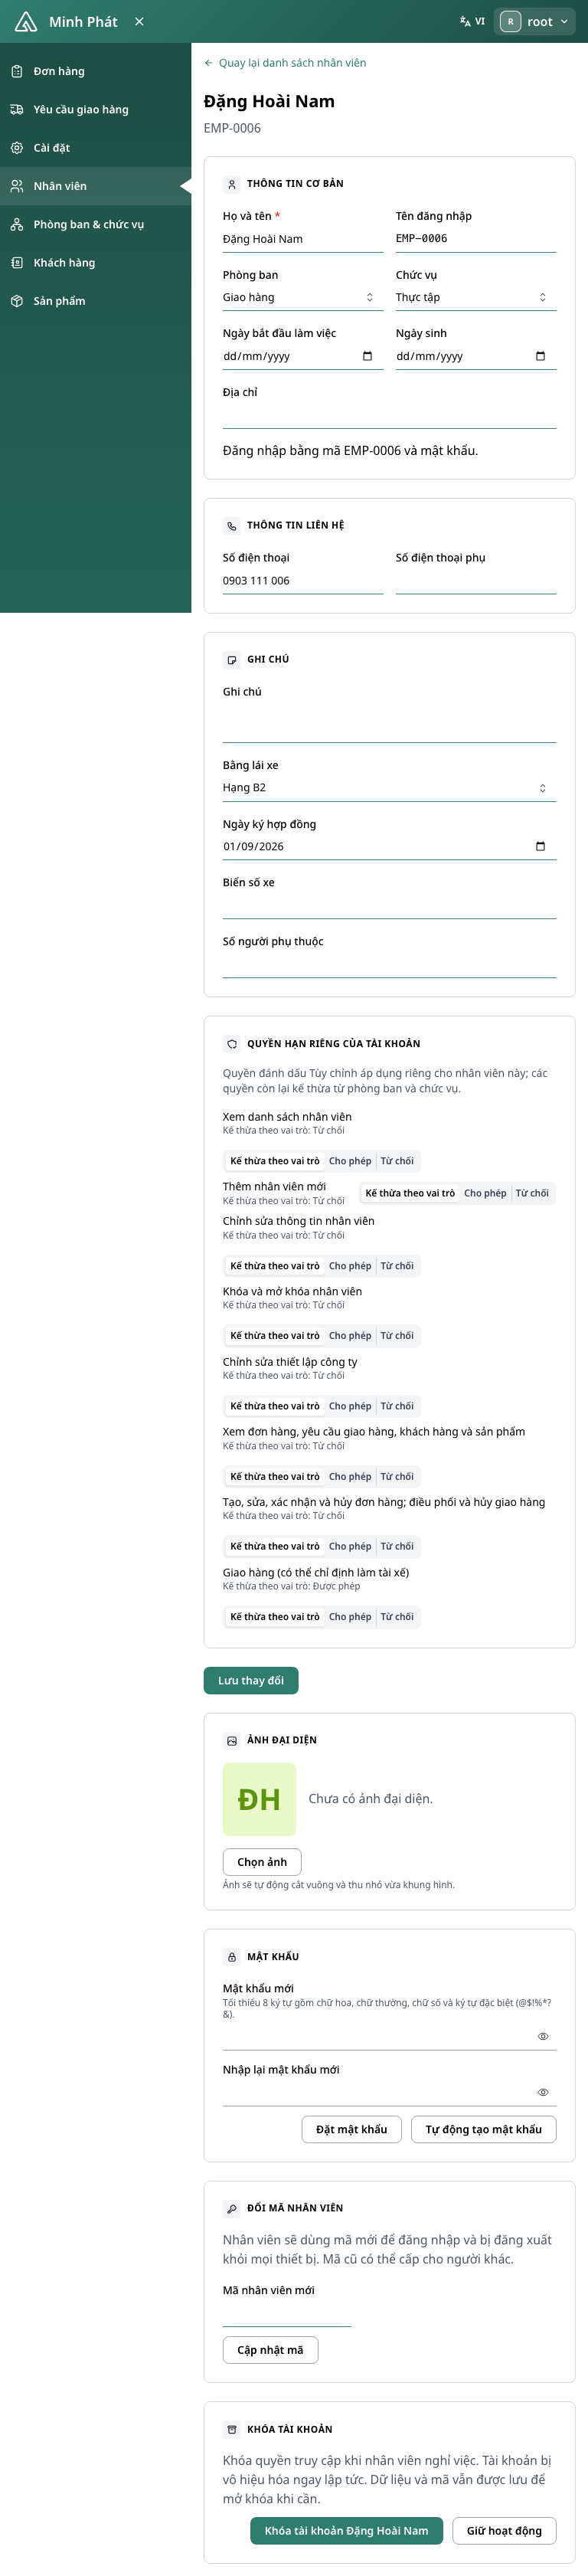 Minh Phát
VI
R
root
Đơn hàng
Yêu cầu giao hàng
Cài đặt
Nhân viên
Phòng ban & chức vụ
Khách hàng
Sản phẩm
Quay lại danh sách nhân viên
Đặng Hoài Nam
EMP-0006
THÔNG TIN CƠ BẢN
Họ và tên *
Tên đăng nhập
Đặng Hoài Nam
EMP-0006
Phòng ban
Chức vụ
Giao hàng
Thực tập
Ngày bắt đầu làm việc
Ngày sinh
dd/mm/yyyy
dd/mm/yyyy
Địa chỉ
Đăng nhập bằng mã EMP-0006 và mật khẩu.
THÔNG TIN LIÊN HỆ
Số điện thoại
Số điện thoại phụ
0903 111 006
GHI CHÚ
Ghi chú
Bằng lái xe
Hạng B2
Ngày ký hợp đồng
01/09/2026
Biển số xe
Số người phụ thuộc
QUYỀN HẠN RIÊNG CỦA TÀI KHOẢN
Quyền đánh dấu Tùy chỉnh áp dụng riêng cho nhân viên này; các
quyền còn lại kế thừa từ phòng ban và chức vụ.
Xem danh sách nhân viên
Kế thừa theo vai trò: Từ chối
Kế thừa theo vai trò Cho phép Từ chối
Thêm nhân viên mới
Kế thừa theo vai trò: Từ chối
Kế thừa theo vai trò Cho phép Từ chối
Chỉnh sửa thông tin nhân viên
Kế thừa theo vai trò: Từ chối
Kế thừa theo vai trò Cho phép Từ chối
Khóa và mở khóa nhân viên
Kế thừa theo vai trò: Từ chối
Kế thừa theo vai trò Cho phép Từ chối
Chỉnh sửa thiết lập công ty
Kế thừa theo vai trò: Từ chối
Kế thừa theo vai trò Cho phép Từ chối
Xem đơn hàng, yêu cầu giao hàng, khách hàng và sản phẩm
Kế thừa theo vai trò: Từ chối
Kế thừa theo vai trò Cho phép Từ chối
Tạo, sửa, xác nhận và hủy đơn hàng; điều phối và hủy giao hàng
Kế thừa theo vai trò: Từ chối
Kế thừa theo vai trò Cho phép Từ chối
Giao hàng (có thể chỉ định làm tài xế)
Kế thừa theo vai trò: Được phép
Kế thừa theo vai trò Cho phép Từ chối
Lưu thay đổi
ẢNH ĐẠI DIỆN
ĐH
Chưa có ảnh đại diện.
Chọn ảnh
Ảnh sẽ tự động cắt vuông và thu nhỏ vừa khung hình.
MẬT KHẨU
Mật khẩu mới
Tối thiểu 8 ký tự gồm chữ hoa, chữ thường, chữ số và ký tự đặc biệt (@$!%*?
&).
Nhập lại mật khẩu mới
Đặt mật khẩu
Tự động tạo mật khẩu
ĐỔI MÃ NHÂN VIÊN
Nhân viên sẽ dùng mã mới để đăng nhập và bị đăng xuất
khỏi mọi thiết bị. Mã cũ có thể cấp cho người khác.
Mã nhân viên mới
Cập nhật mã
KHÓA TÀI KHOẢN
Khóa quyền truy cập khi nhân viên nghỉ việc. Tài khoản bị
vô hiệu hóa ngay lập tức. Dữ liệu và mã vẫn được lưu để
mở khóa khi cần.
Khóa tài khoản Đặng Hoài Nam
Giữ hoạt động